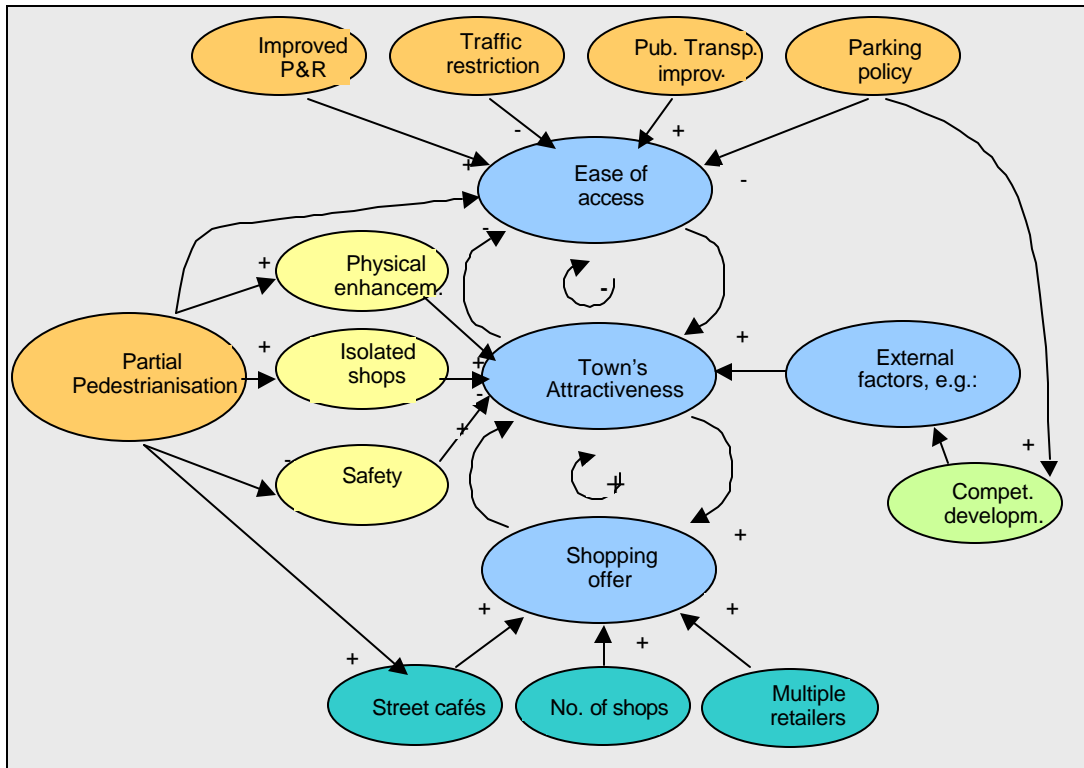 Improved
P&R
Traffic
restriction
Pub. Transp.
improv.
Parking
policy
-
+
+
-
Ease of
access
-
+
Physical
enhancem.
-
+
Isolated
shops
Partial
Pedestrianisation
+
-
Town's
Attractiveness
+
External
factors, e.g.:
-
Safety
+
+
+
Compet.
developm.
+
Shopping
offer
+
+
+
+
Street cafés
No. of shops
Multiple
retailers